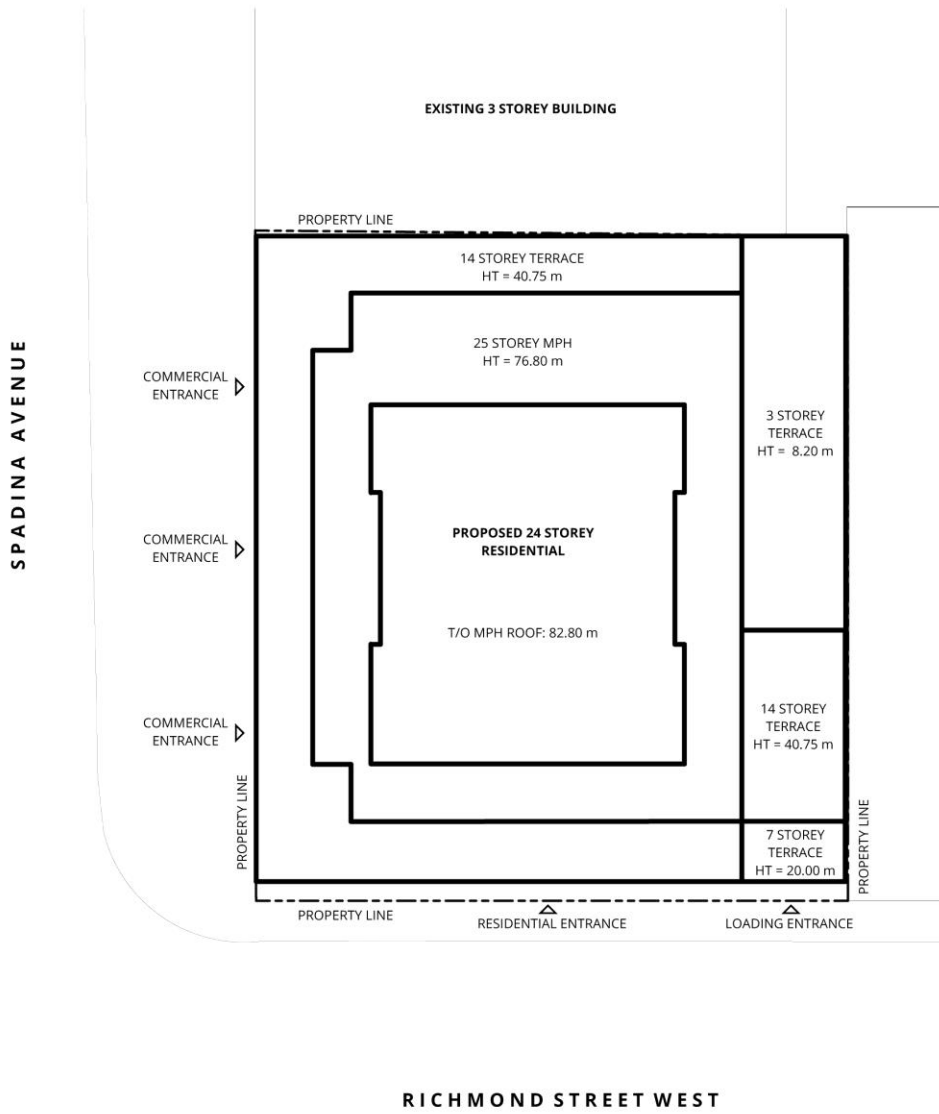 EXISTING 3 STOREY BUILDING
PROPERTY LINE
14 STOREY TERRACE
HT = 40.75 m
25 STOREY MPH
HT = 76.80 m
SPADINA AVENUE
COMMERCIAL
ENTRANCE
3 STOREY
TERRACE
HT = 8.20 m
COMMERCIAL
ENTRANCE
PROPOSED 24 STOREY
RESIDENTIAL
T/O MPH ROOF: 82.80 m
COMMERCIAL
ENTRANCE
14 STOREY
TERRACE
HT = 40.75 m
PROPERTY LINE
7 STOREY
TERRACE
HT = 20.00 m
PROPERTY LINE
PROPERTY LINE
RESIDENTIAL ENTRANCE
LOADING ENTRANCE
RICHMOND STREET WEST